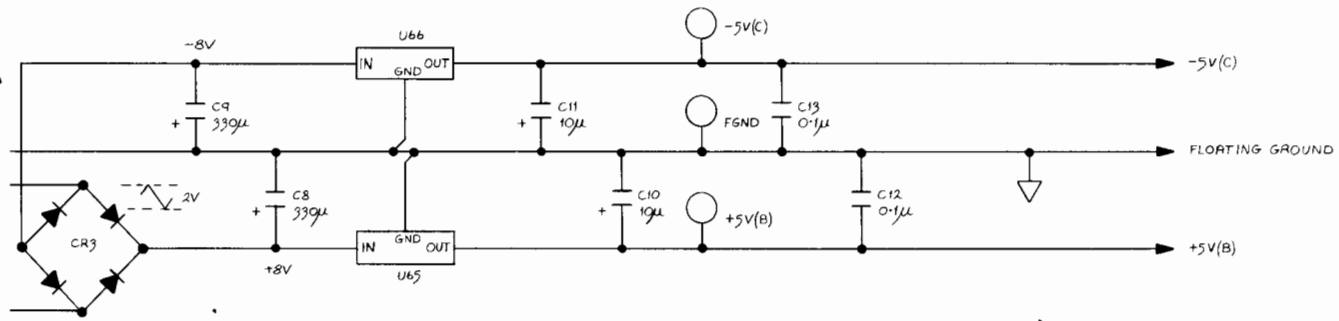 -5V(C)
U66
-8V
IN
OUT
GND
-5V(C)
C9
330µ
+
C11
10µ
+
FGND
C13
0.1µ
FLOATING GROUND
2V
C8
330µ
+
C10
10µ
+
+5V(B)
C12
0.1µ
CR3
GND
IN
OUT
+8V
U65
+5V(B)